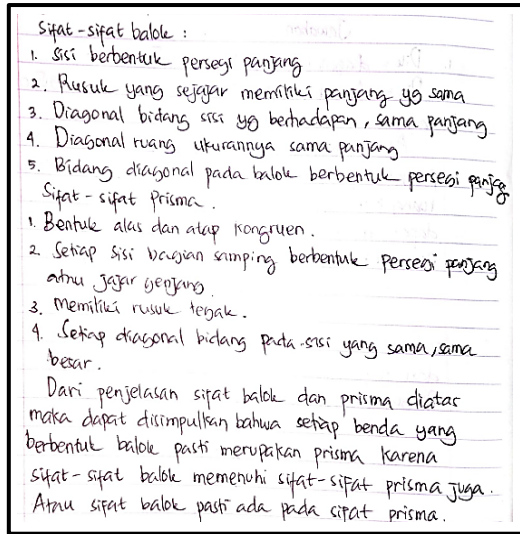 Sifat-sifat balok :
1. Sisi berbentuk persegi panjang
2. Rusuk yang sejajar memiliki panjang yg sama
3. Diagonal bidang sisi yg berhadapan, sama panjang
4. Diagonal ruang ukurannya sama panjang
5. Bidang diagonal pada balok berbentuk persegi panjang
Sifat-sifat Prisma.
1. Bentuk alas dan atap kongruen.
2. Setiap sisi bagian samping berbentuk persegi panjang
atau jajar genjang.
3. Memiliki rusuk tegak.
4. Setiap diagonal bidang pada sisi yang sama, sama
besar.
Dari penjelasan sifat balok dan prisma diatas
maka dapat disimpulkan bahwa setiap benda yang
berbentuk balok pasti merupakan prisma karena
sifat-sifat balok memenuhi sifat-sifat prisma juga.
Atau sifat balok pasti ada pada sifat prisma.